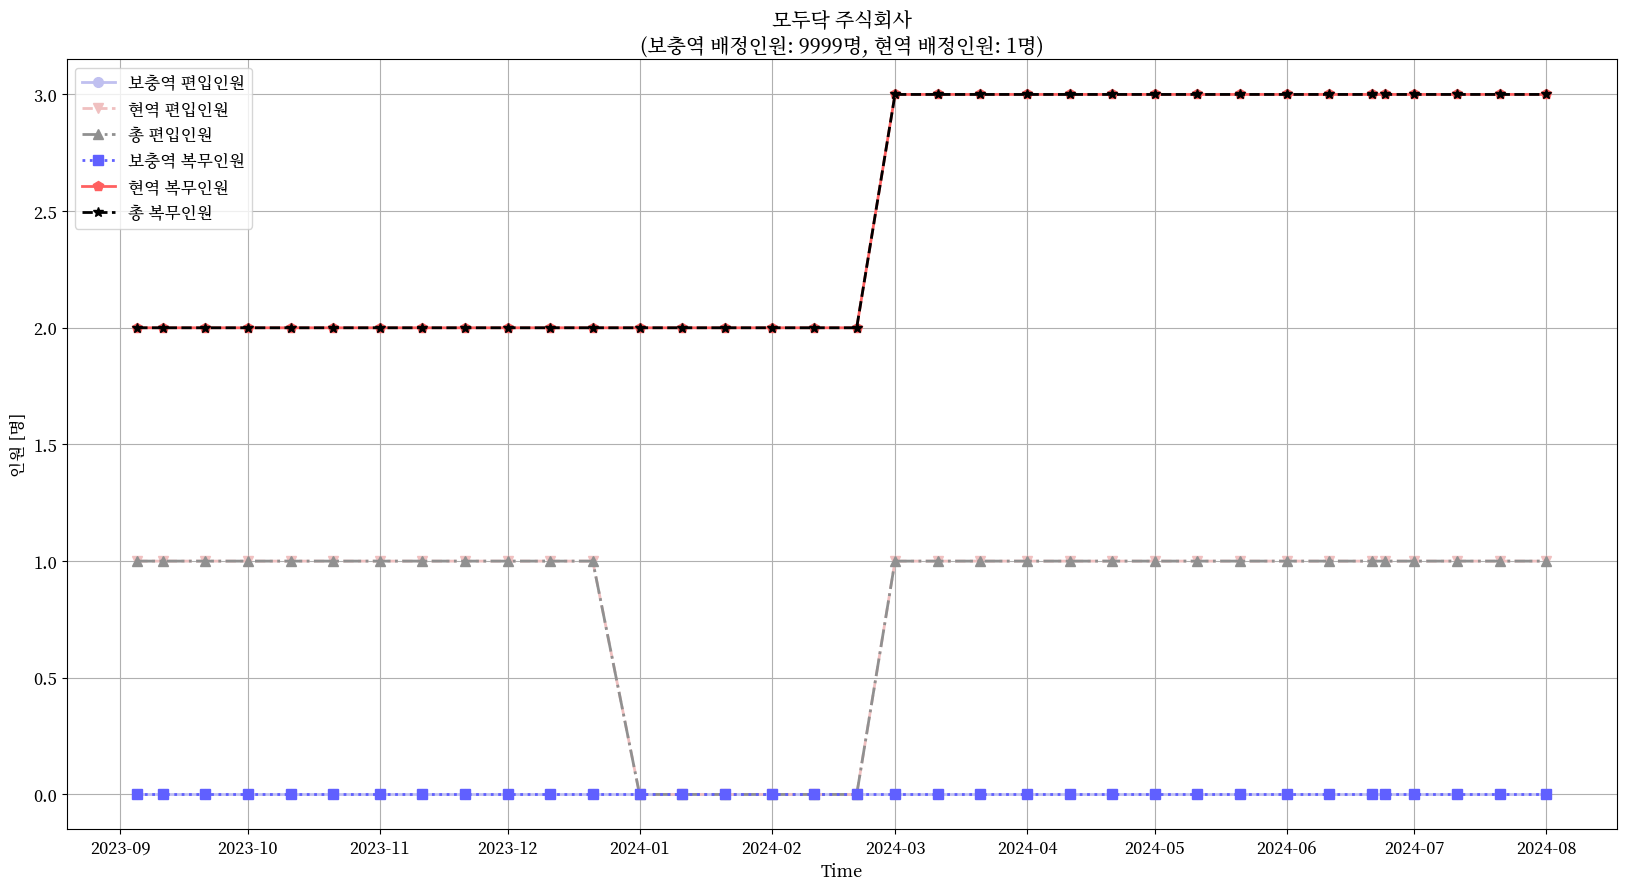 모두닥 주식회사
(보충역 배정인원: 9999명, 현역 배정인원: 1명)
보충역 편입인원
현역 편입인원
총 편입인원
보충역 복무인원
현역 복무인원
총 복무인원
3.0
2.5
2.0
1.5
1.0
0.5
0.0
인원 [명]
2023-09
2023-10
2023-11
2023-12
2024-01
2024-02
2024-03
2024-04
2024-05
2024-06
2024-07
2024-08
Time